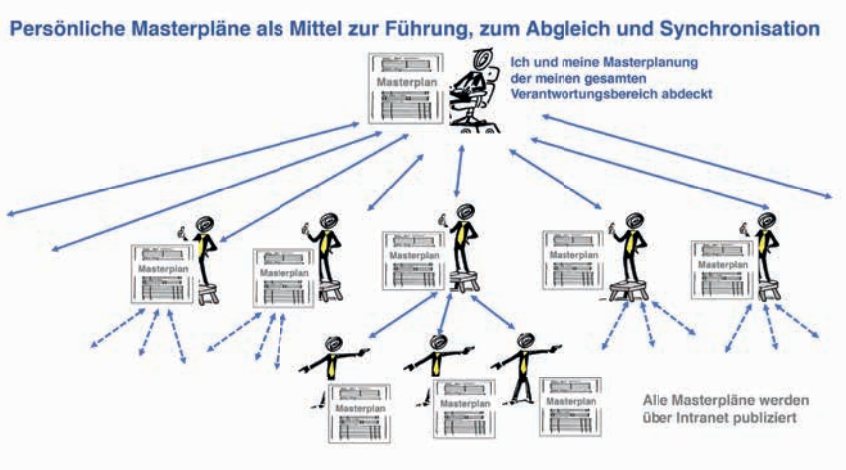 Persönliche Masterpläne als Mittel zur Führung, zum Abgleich und Synchronisation
Masterplan
Ich und meine Masterplanung
der meinen gesamten
Verantwortungsbereich abdeckt
Masterplan
Masterplan
Masterplan
Masterplan
Masterplan
Masterplan
Masterplan
Masterplan
Alle Masterpläne werden
über Intranet publiziert